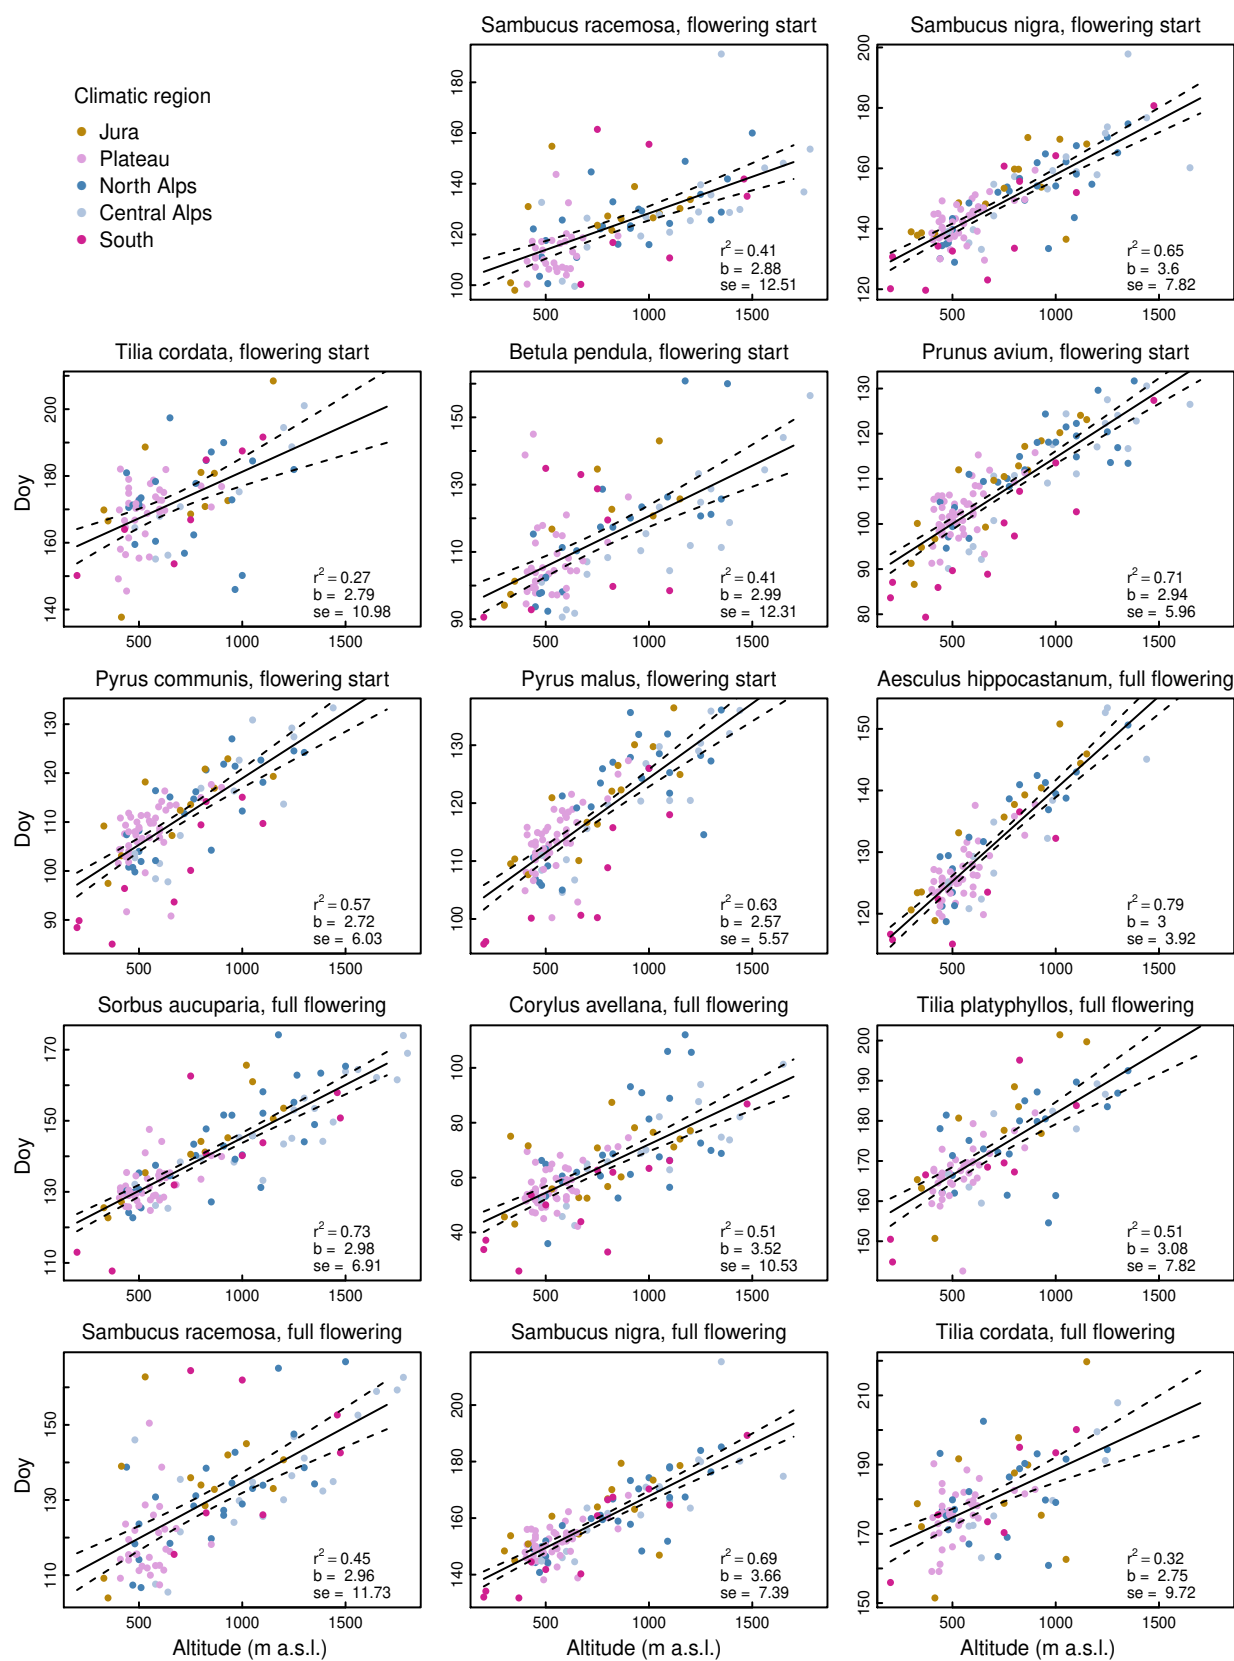 Sambucus racemosa, flowering start
Sambucus nigra, flowering start
Climatic region
Jura
Plateau
North Alps
Central Alps
South
100 120 140 160 180
r² = 0.41
b = 2.88
se = 12.51
500 1000 1500
120 140 160 180 200
r² = 0.65
b = 3.6
se = 7.82
500 1000 1500
Tilia cordata, flowering start
Betula pendula, flowering start
Prunus avium, flowering start
Doy
140 160 180 200
r² = 0.27
b = 2.79
se = 10.98
500 1000 1500
90 110 130 150
r² = 0.41
b = 2.99
se = 12.31
500 1000 1500
80 90 100 110 120 130
r² = 0.71
b = 2.94
se = 5.96
500 1000 1500
Pyrus communis, flowering start
Pyrus malus, flowering start
Aesculus hippocastanum, full flowering
Doy
90 100 110 120 130
r² = 0.57
b = 2.72
se = 6.03
500 1000 1500
100 110 120 130
r² = 0.63
b = 2.57
se = 5.57
500 1000 1500
120 130 140 150
r² = 0.79
b = 3
se = 3.92
500 1000 1500
Sorbus aucuparia, full flowering
Corylus avellana, full flowering
Tilia platyphyllos, full flowering
Doy
110 130 150 170
r² = 0.73
b = 2.98
se = 6.91
500 1000 1500
40 60 80 100
r² = 0.51
b = 3.52
se = 10.53
500 1000 1500
150 160 170 180 190 200
r² = 0.51
b = 3.08
se = 7.82
500 1000 1500
Sambucus racemosa, full flowering
Sambucus nigra, full flowering
Tilia cordata, full flowering
Doy
110 130 150
r² = 0.45
b = 2.96
se = 11.73
500 1000 1500
Altitude (m a.s.l.)
140 160 180 200
r² = 0.69
b = 3.66
se = 7.39
500 1000 1500
Altitude (m a.s.l.)
150 170 190 210
r² = 0.32
b = 2.75
se = 9.72
500 1000 1500
Altitude (m a.s.l.)